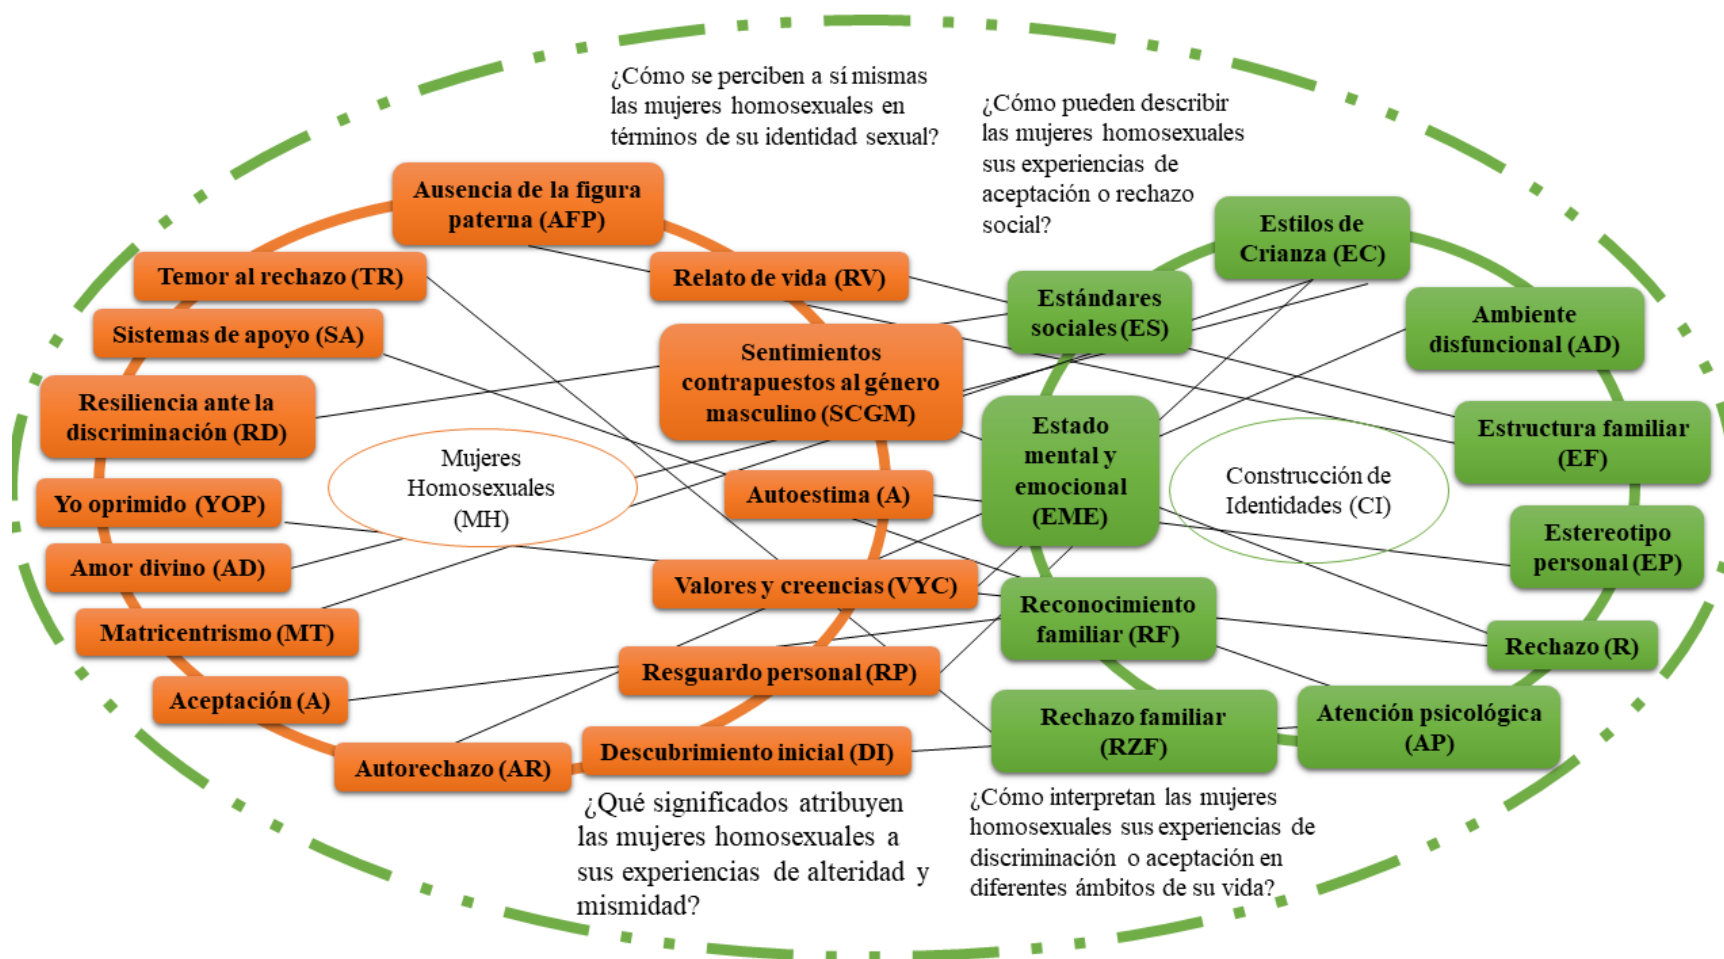 ¿Cómo se perciben a sí mismas
las mujeres homosexuales en
términos de su identidad sexual?
¿Cómo pueden describir
las mujeres homosexuales
sus experiencias de
aceptación o rechazo
social?
Ausencia de la figura
paterna (AFP)
Temor al rechazo (TR)
Relato de vida (RV)
Sistemas de apoyo (SA)
Sentimientos
contrapuestos al género
masculino (SCGM)
Resiliencia ante la
discriminación (RD)
Mujeres
Homosexuales
(MH)
Yo oprimido (YOP)
Autoestima (A)
Amor divino (AD)
Valores y creencias (VYC)
Matricentrismo (MT)
Resguardo personal (RP)
Aceptación (A)
Autorechazo (AR)
Descubrimiento inicial (DI)
Estilos de
Crianza (EC)
Estándares
sociales (ES)
Ambiente
disfuncional (AD)
Estado
mental y
emocional
(EME)
Estructura familiar
(EF)
Construcción de
Identidades (CI)
Estereotipo
personal (EP)
Reconocimiento
familiar (RF)
Rechazo (R)
Rechazo familiar
(RZF)
Atención psicológica
(AP)
¿Qué significados atribuyen
las mujeres homosexuales a
sus experiencias de alteridad y
mismidad?
¿Cómo interpretan las mujeres
homosexuales sus experiencias de
discriminación o aceptación en
diferentes ámbitos de su vida?